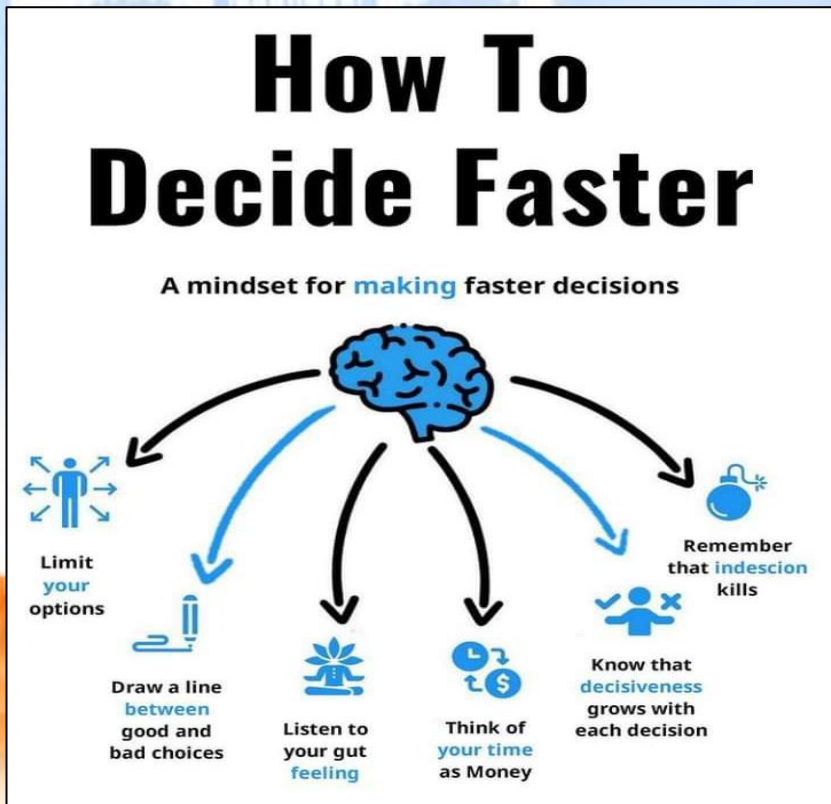 How To
Decide Faster
A mindset for making faster decisions
Limit
your
options
Draw a line
between
good and
bad choices
Listen to
your gut
feeling
Think of
your time
as Money
Know that
decisiveness
grows with
each decision
Remember
that indescion
kills